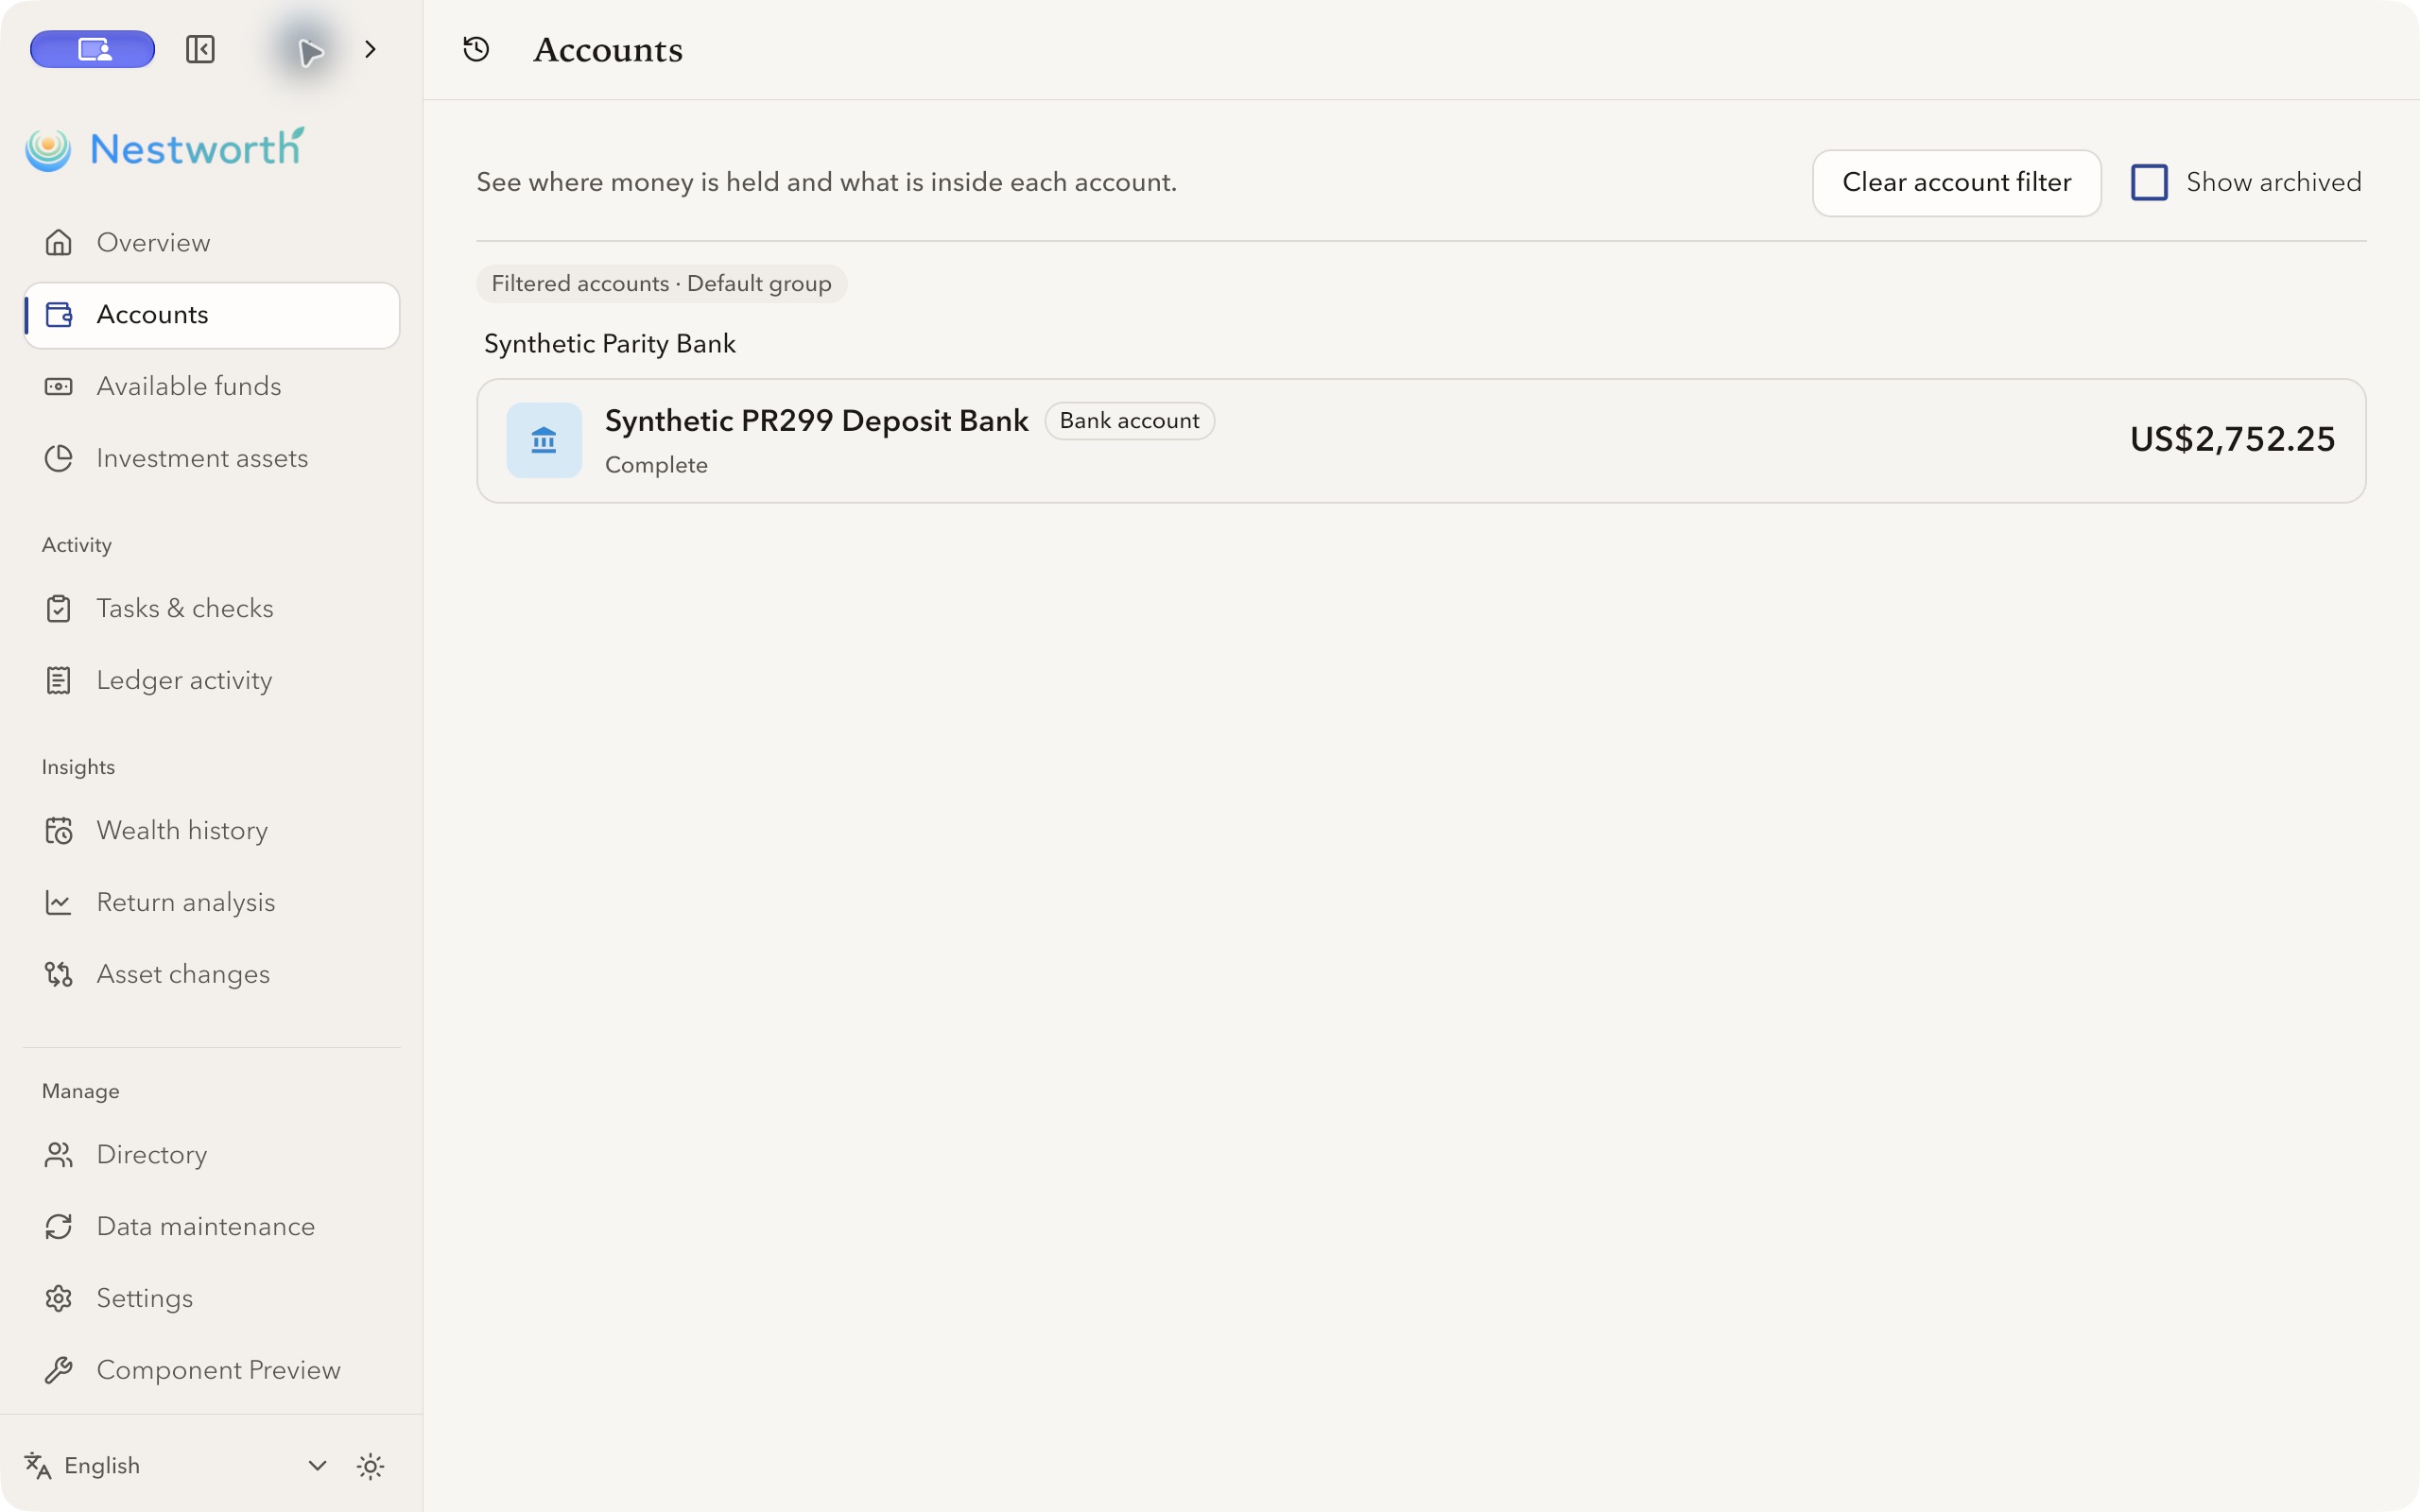 Nestworth
Overview
Accounts
Available funds
Investment assets
Activity
Tasks & checks
Ledger activity
Insights
Wealth history
Return analysis
Asset changes
Manage
Directory
Data maintenance
Settings
Component Preview
English
Accounts
See where money is held and what is inside each account.
Clear account filter
Show archived
Filtered accounts · Default group
Synthetic Parity Bank
Synthetic PR299 Deposit Bank
Bank account
Complete
US$2,752.25